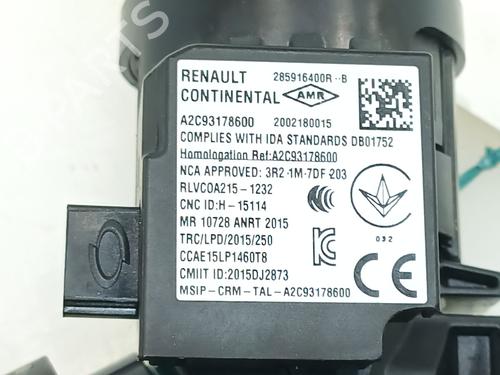 RENAULT 285916400R--B
CONTINENTAL AMR
A2C93178600 2002180015
COMPLIES WITH IDA STANDARDS DB01752
Homologation Ref:A2C93178600
NCA APPROVED: 3R2-1M-7DF-203
RLVCOA215-1232
CNC ID:H-15114
MR 10728 ANRT 2015
032
TRC/LPD/2015/250
CCAE15LP1460T8
CMIIT ID:2015DJ2873
CE
MSIP-CRM-TAL-A2C93178600